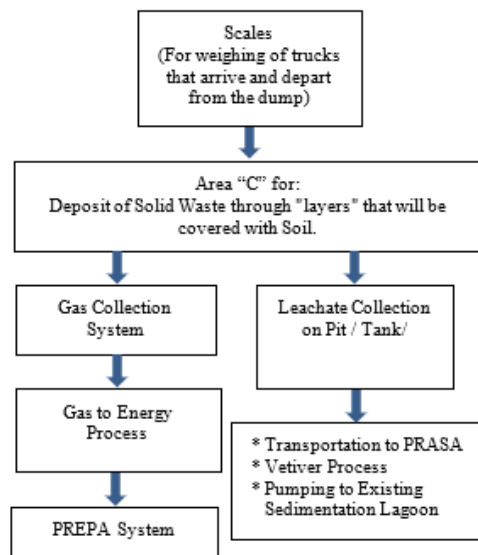 Scales
(For weighing of trucks
that arrive and depart
from the dump)
Area “C” for:
Deposit of Solid Waste through "layers" that will be
covered with Soil.
Gas Collection
System
Leachate Collection
on Pit / Tank/
Gas to Energy
Process
* Transportation to PRASA
* Vetiver Process
* Pumping to Existing
Sedimentation Lagoon
PREPA System